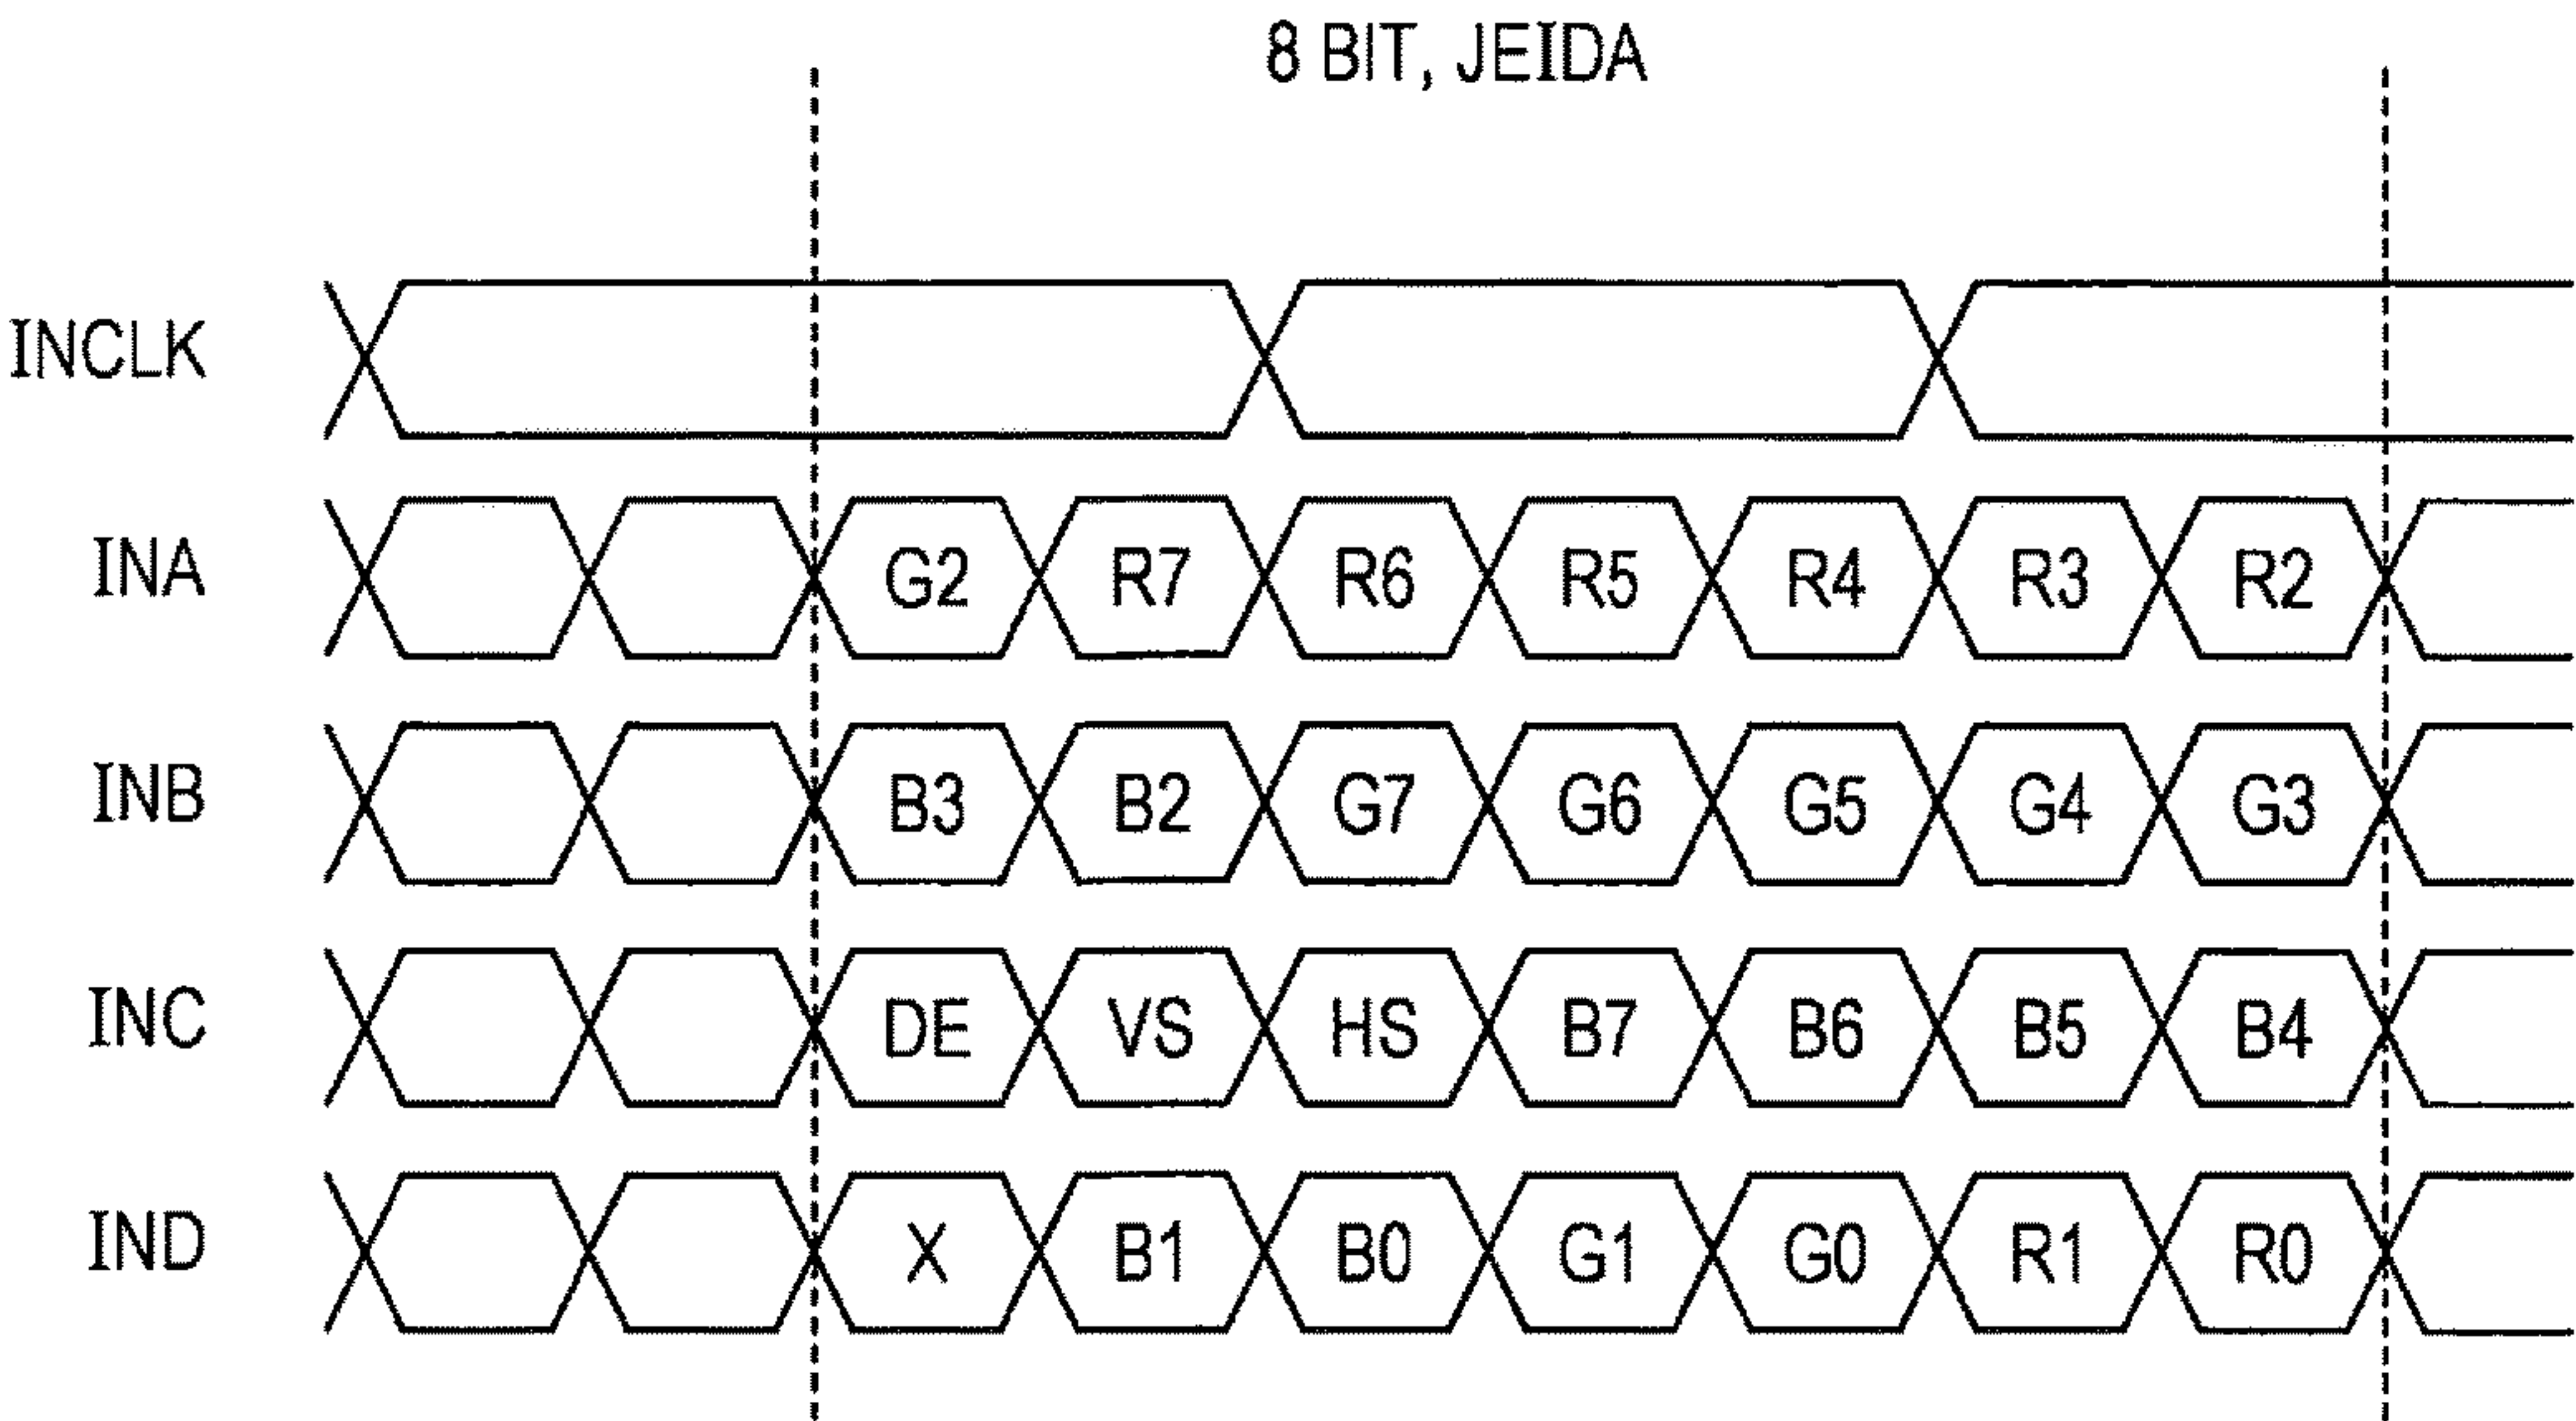 8 BIT, JEIDA
INCLK
INA G2 R7 R6 R5 R4 R3 R2
INB B3 B2 G7 G6 G5 G4 G3
INC DE VS HS B7 B6 B5 B4
IND X B1 B0 G1 G0 R1 R0